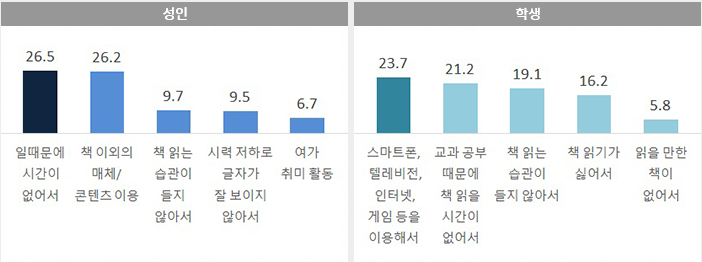 성인
26.5
26.2
9.7
9.5
6.7
일때문에
시간이
없어서
책 이외의
매체/
콘텐츠 이용
책 읽는
습관이
들지
않아서
시력 저하로
글자가
잘 보이지
않아서
여가
취미 활동
학생
23.7
21.2
19.1
16.2
5.8
스마트폰,
텔레비전,
인터넷,
게임 등을
이용해서
교과 공부
때문에
책 읽을
시간이
없어서
책 읽는
습관이
들지 않아서
책 읽기가
싫어서
읽을 만한
책이
없어서